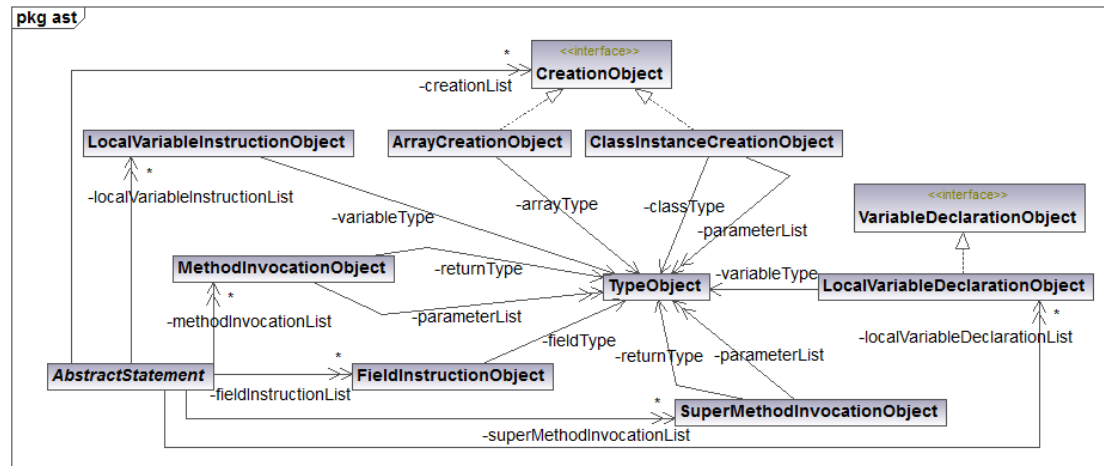 pkg ast
<<interface>>
CreationObject
*
-creationList
LocalVariableInstructionObject
ArrayCreationObject
ClassInstanceCreationObject
*
-localVariableInstructionList
-variableType
-arrayType
-classType
-parameterList
<<interface>>
VariableDeclarationObject
MethodInvocationObject
-returnType
TypeObject
-variableType
LocalVariableDeclarationObject
*
-methodInvocationList
-parameterList
*
-localVariableDeclarationList
-fieldType
-returnType
-parameterList
AbstractStatement
*
-fieldInstructionList
FieldInstructionObject
*
SuperMethodInvocationObject
-superMethodInvocationList